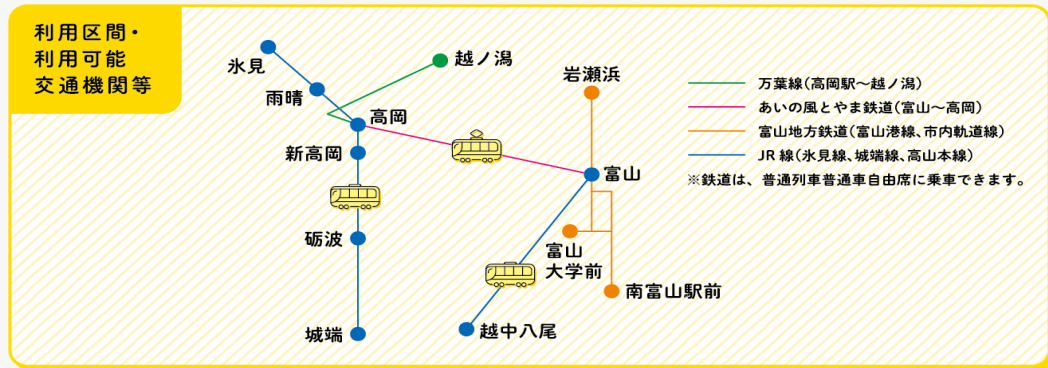 利用区間・
利用可能
交通機関等
氷見
雨晴
高岡
新高岡
砺波
城端
越ノ潟
岩瀬浜
富山
富山
大学前
南富山駅前
越中八尾
万葉線(高岡駅〜越ノ潟)
あいの風とやま鉄道(富山〜高岡)
富山地方鉄道(富山港線、市内軌道線)
JR線(氷見線、城端線、高山本線)
※鉄道は、普通列車普通車自由席に乗車できます。